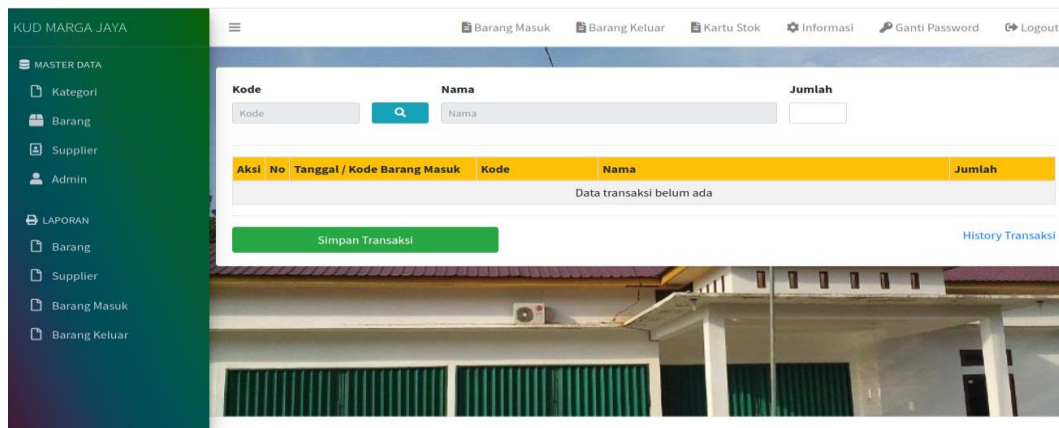 KUD MARGA JAYA
Barang Masuk Barang Keluar Kartu Stok Informasi Ganti Password Logout
MASTER DATA
Kategori
Barang
Supplier
Admin
LAPORAN
Barang
Supplier
Barang Masuk
Barang Keluar
Kode Nama Jumlah
Kode Nama
Aksi No Tanggal / Kode Barang Masuk Kode Nama Jumlah
Data transaksi belum ada
Simpan Transaksi History Transaksi